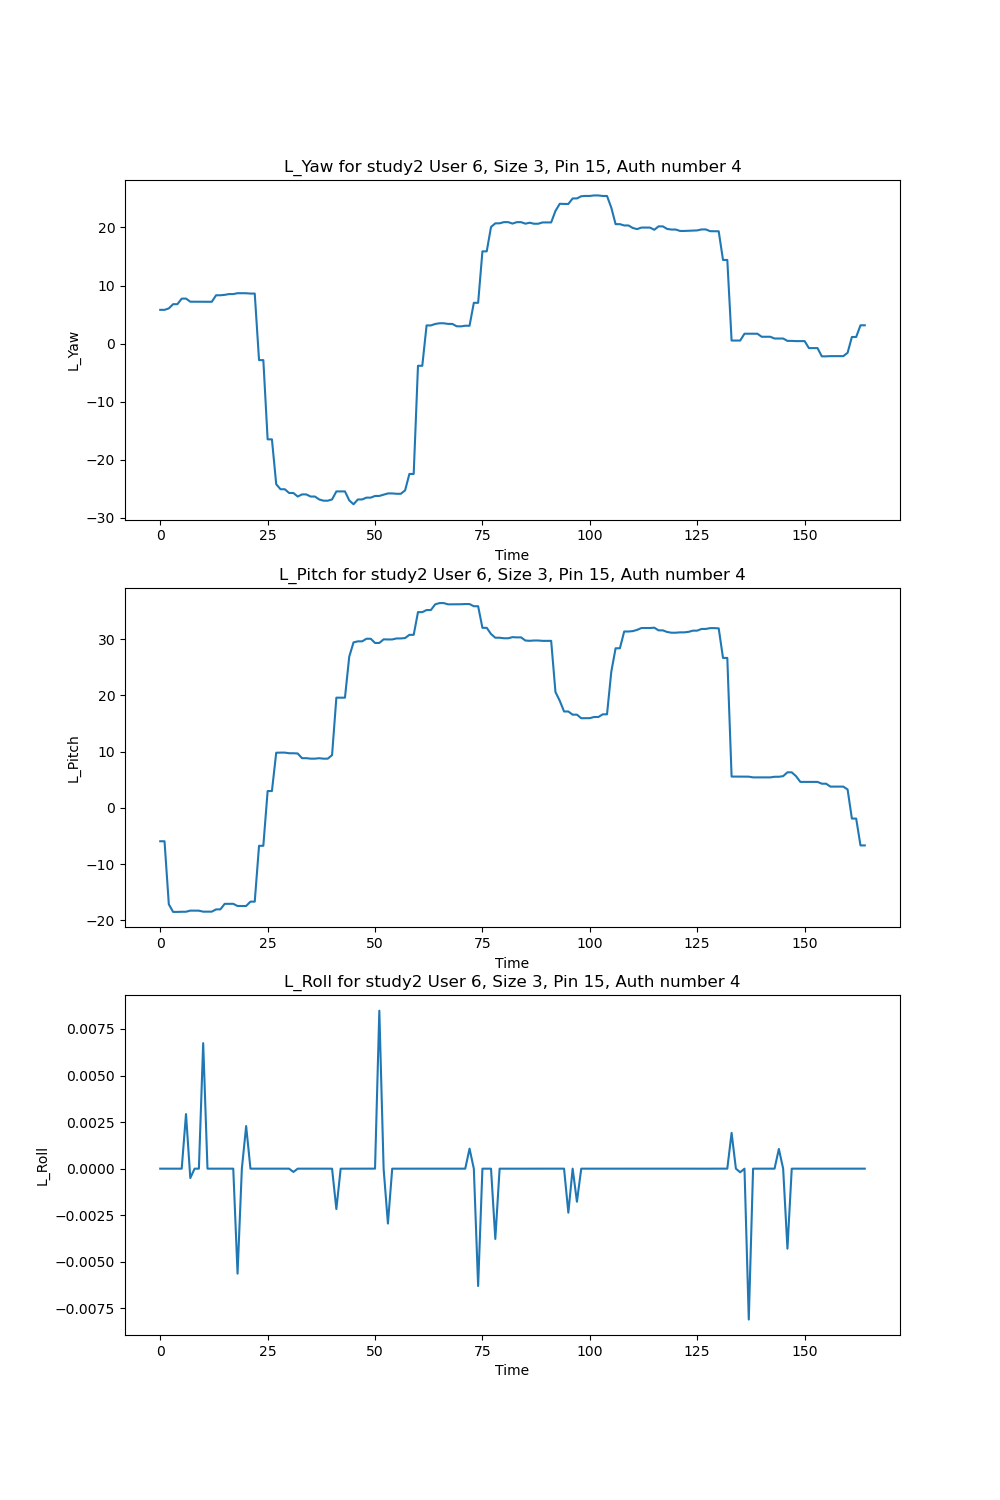 L_Yaw for study2 User 6, Size 3, Pin 15, Auth number 4
20
10
0
−10
−20
−30
L_Yaw
0 25 50 75 100 125 150
Time
L_Pitch for study2 User 6, Size 3, Pin 15, Auth number 4
30
20
10
0
−10
−20
L_Pitch
0 25 50 75 100 125 150
Time
L_Roll for study2 User 6, Size 3, Pin 15, Auth number 4
0.0075
0.0050
0.0025
0.0000
−0.0025
−0.0050
−0.0075
L_Roll
0 25 50 75 100 125 150
Time